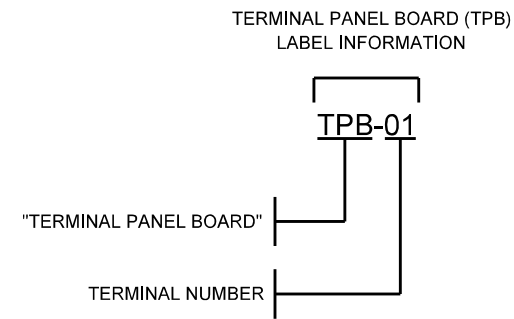 TERMINAL PANEL BOARD (TPB)
LABEL INFORMATION
TPB-01
"TERMINAL PANEL BOARD"
TERMINAL NUMBER